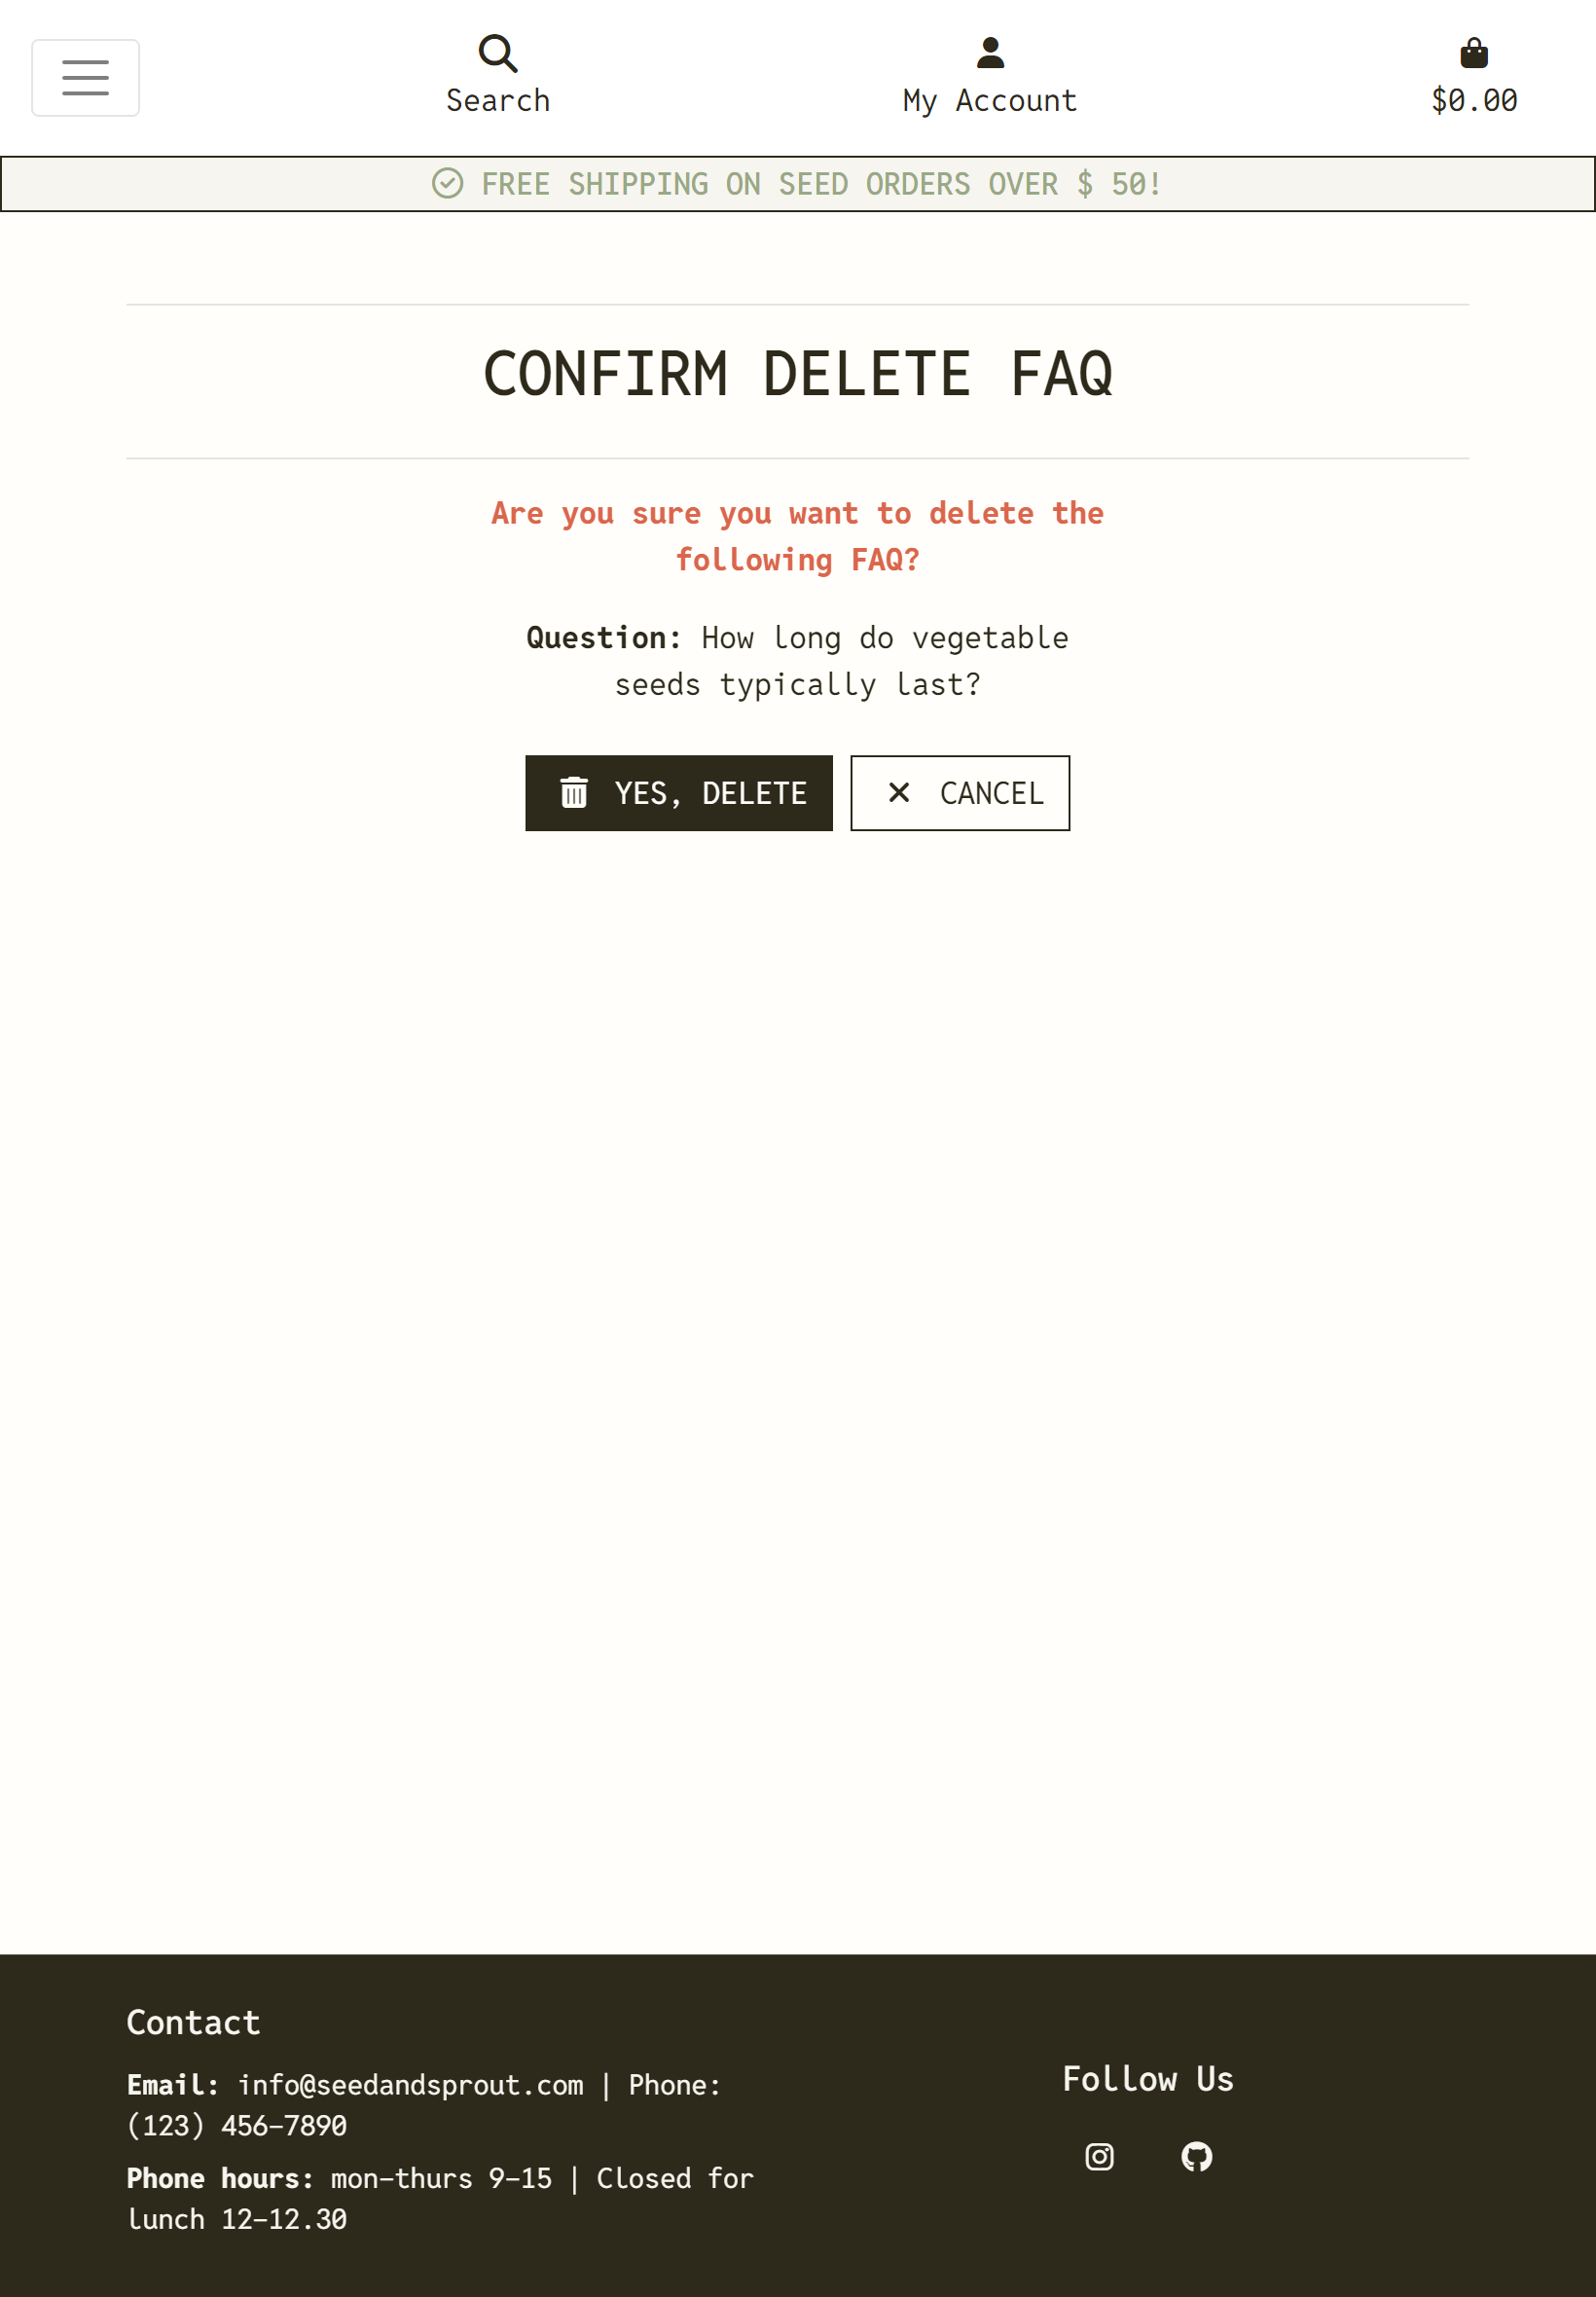 Search
My Account
$0.00
FREE SHIPPING ON SEED ORDERS OVER $ 50!
CONFIRM DELETE FAQ
Are you sure you want to delete the
following FAQ?
Question: How long do vegetable
seeds typically last?
YES, DELETE
CANCEL
Contact
Email: info@seedandsprout.com | Phone:
(123) 456-7890
Phone hours: mon-thurs 9-15 | Closed for
lunch 12-12.30
Follow Us